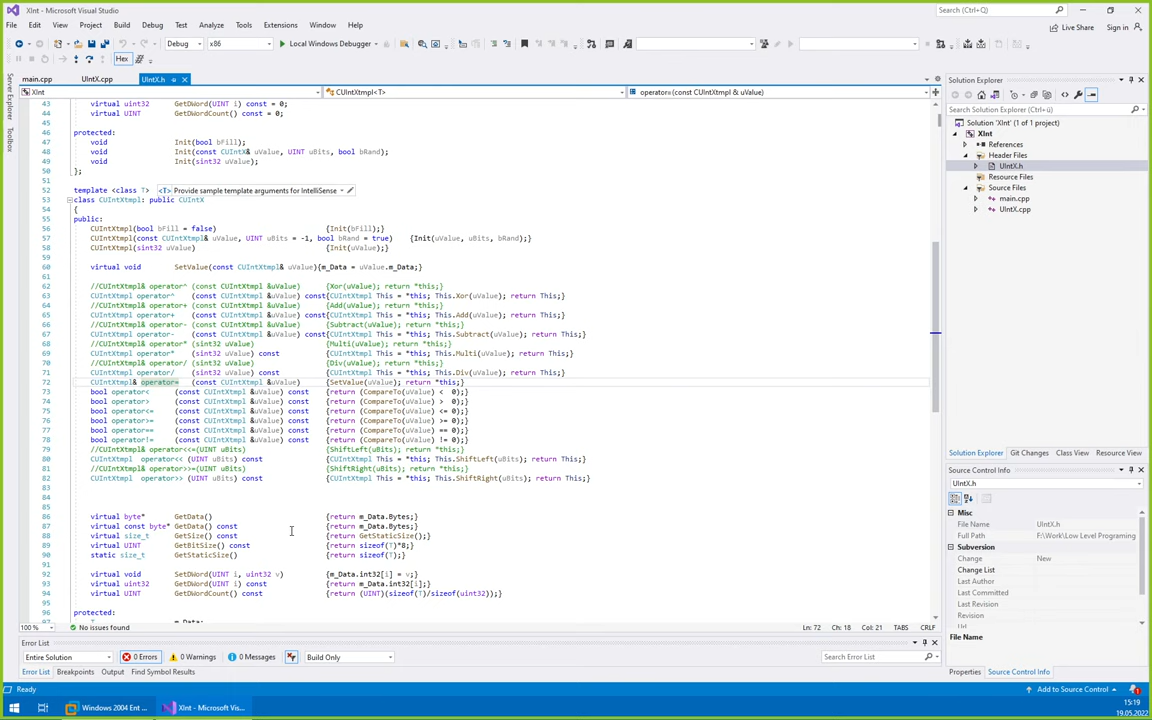 XInt - Microsoft Visual Studio
Search (Ctrl+Q)
File Edit View Project Build Debug Test Analyze Tools Extensions Window Help
Live Share Sign in
Debug x86 Local Windows Debugger
Hex
main.cpp UIntX.cpp UIntX.h
XInt CUIntXtmpl<T> operator=(const CUIntXtmpl & uValue)
Server Explorer
Toolbox
43 virtual uint32 GetDWord(UINT i) const = 0;
44 virtual UINT GetDWordCount() const = 0;
45
46 protected:
47 void Init(bool bFill);
48 void Init(const CUIntX& uValue, UINT uBits, bool bRand);
49 void Init(sint32 uValue);
50 };
51
52 template <class T> <T> Provide sample template arguments for IntelliSense
53 class CUIntXtmpl: public CUIntX
54 {
55 public:
56 CUIntXtmpl(bool bFill = false) {Init(bFill);}
57 CUIntXtmpl(const CUIntXtmpl& uValue, UINT uBits = -1, bool bRand = true) {Init(uValue, uBits, bRand);}
58 CUIntXtmpl(sint32 uValue) {Init(uValue);}
59
60 virtual void SetValue(const CUIntXtmpl& uValue){m_Data = uValue.m_Data;}
61
62 //CUIntXtmpl& operator^ (const CUIntXtmpl &uValue) {Xor(uValue); return *this;}
63 CUIntXtmpl operator^ (const CUIntXtmpl &uValue) const{CUIntXtmpl This = *this; This.Xor(uValue); return This;}
64 //CUIntXtmpl& operator+ (const CUIntXtmpl &uValue) {Add(uValue); return *this;}
65 CUIntXtmpl operator+ (const CUIntXtmpl &uValue) const{CUIntXtmpl This = *this; This.Add(uValue); return This;}
66 //CUIntXtmpl& operator- (const CUIntXtmpl &uValue) {Subtract(uValue); return *this;}
67 CUIntXtmpl operator- (const CUIntXtmpl &uValue) const{CUIntXtmpl This = *this; This.Subtract(uValue); return This;}
68 //CUIntXtmpl& operator* (sint32 uValue) {Multi(uValue); return *this;}
69 CUIntXtmpl operator* (sint32 uValue) const {CUIntXtmpl This = *this; This.Multi(uValue); return This;}
70 //CUIntXtmpl& operator/ (sint32 uValue) {Div(uValue); return *this;}
71 CUIntXtmpl operator/ (sint32 uValue) const {CUIntXtmpl This = *this; This.Div(uValue); return This;}
72 CUIntXtmpl& operator= (const CUIntXtmpl &uValue) {SetValue(uValue); return *this;}
73 bool operator< (const CUIntXtmpl &uValue) const {return (CompareTo(uValue) < 0);}
74 bool operator> (const CUIntXtmpl &uValue) const {return (CompareTo(uValue) > 0);}
75 bool operator<= (const CUIntXtmpl &uValue) const {return (CompareTo(uValue) <= 0);}
76 bool operator>= (const CUIntXtmpl &uValue) const {return (CompareTo(uValue) >= 0);}
77 bool operator== (const CUIntXtmpl &uValue) const {return (CompareTo(uValue) == 0);}
78 bool operator!= (const CUIntXtmpl &uValue) const {return (CompareTo(uValue) != 0);}
79 //CUIntXtmpl& operator<<=(UINT uBits) {ShiftLeft(uBits); return *this;}
80 CUIntXtmpl operator<< (UINT uBits) const {CUIntXtmpl This = *this; This.ShiftLeft(uBits); return This;}
81 //CUIntXtmpl& operator>>=(UINT uBits) {ShiftRight(uBits); return *this;}
82 CUIntXtmpl operator>> (UINT uBits) const {CUIntXtmpl This = *this; This.ShiftRight(uBits); return This;}
83
84
85
86 virtual byte* GetData() {return m_Data.Bytes;}
87 virtual const byte* GetData() const {return m_Data.Bytes;}
88 virtual size_t GetSize() const {return GetStaticSize();}
89 virtual UINT GetBitSize() const {return sizeof(T)*8;}
90 static size_t GetStaticSize() {return sizeof(T);}
91
92 virtual void SetDWord(UINT i, uint32 v) {m_Data.int32[i] = v;}
93 virtual uint32 GetDWord(UINT i) const {return m_Data.int32[i];}
94 virtual UINT GetDWordCount() const {return (UINT)(sizeof(T)/sizeof(uint32));}
95
96 protected:
97 T m_Data;
100 % No issues found Ln: 72 Ch: 18 Col: 21 TABS CRLF
Error List
Entire Solution 0 Errors 0 Warnings 0 Messages Build Only Search Error List
Error List Breakpoints Output Find Symbol Results
Solution Explorer
Search Solution Explorer (Ctrl+ü)
Solution 'XInt' (1 of 1 project)
XInt
References
Header Files
UIntX.h
Resource Files
Source Files
main.cpp
UIntX.cpp
Solution Explorer Git Changes Class View Resource View
Source Control Info
UIntX.h
Misc
File Name UIntX.h
Full Path F:\Work\Low Level Programing
Subversion
Change New
Change List
Last Author
Last Committed
Last Revision
File Name
Properties Source Control Info
Ready Add to Source Control 1
Windows 2004 Ent ... XInt - Microsoft Vis...
15:19
19.05.2022